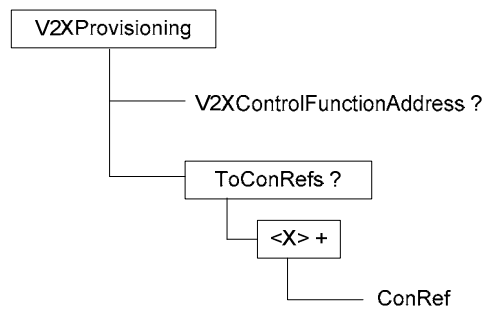 V2XProvisioning
V2XControlFunctionAddress ?
ToConRefs ?
<X> +
ConRef